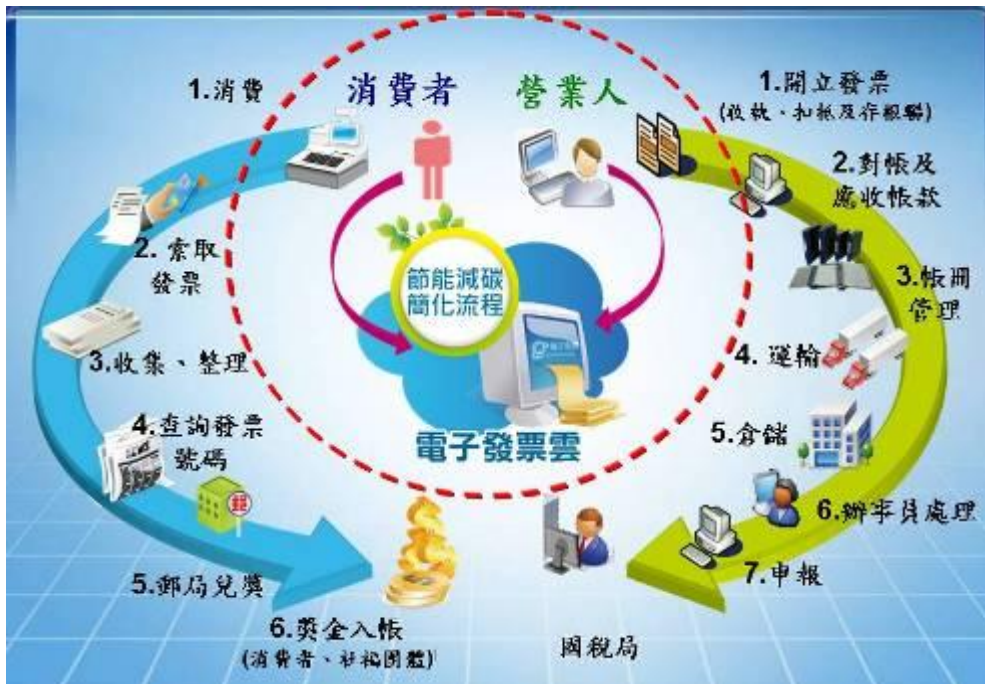 消費者
營業人
1.消費
2. 索取
發票
3.收集、整理
4.查詢發票
號碼
5.郵局兌獎
6.獎金入帳
(消費者、社福團體)
1.開立發票
(收執、扣抵及存根聯)
2.對帳及
應收帳款
3.帳冊
管理
4. 運輸
5.倉儲
6.辦事員處理
7.申報
國稅局
節能減碳
簡化流程
電子發票雲
郵